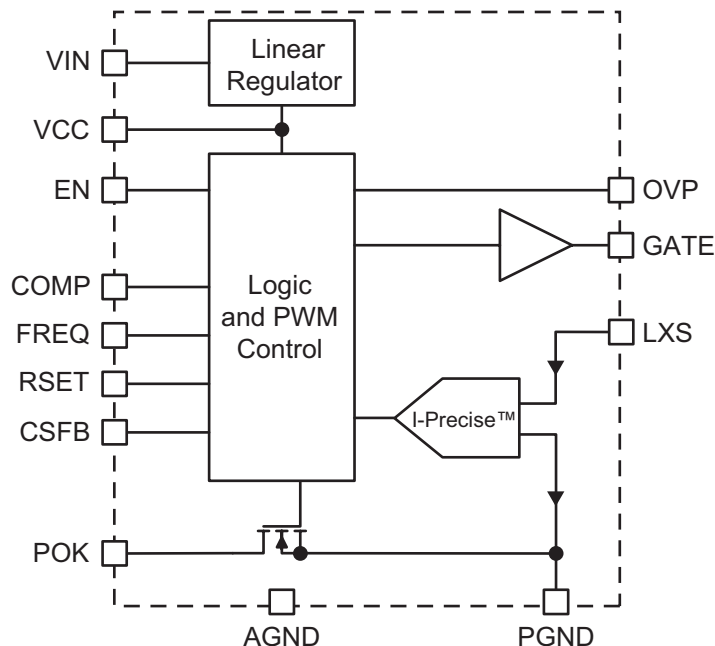 VIN
Linear
Regulator
VCC
EN
OVP
GATE
COMP
Logic
and PWM
Control
FREQ
LXS
RSET
CSFB
I-Precise™
POK
AGND
PGND